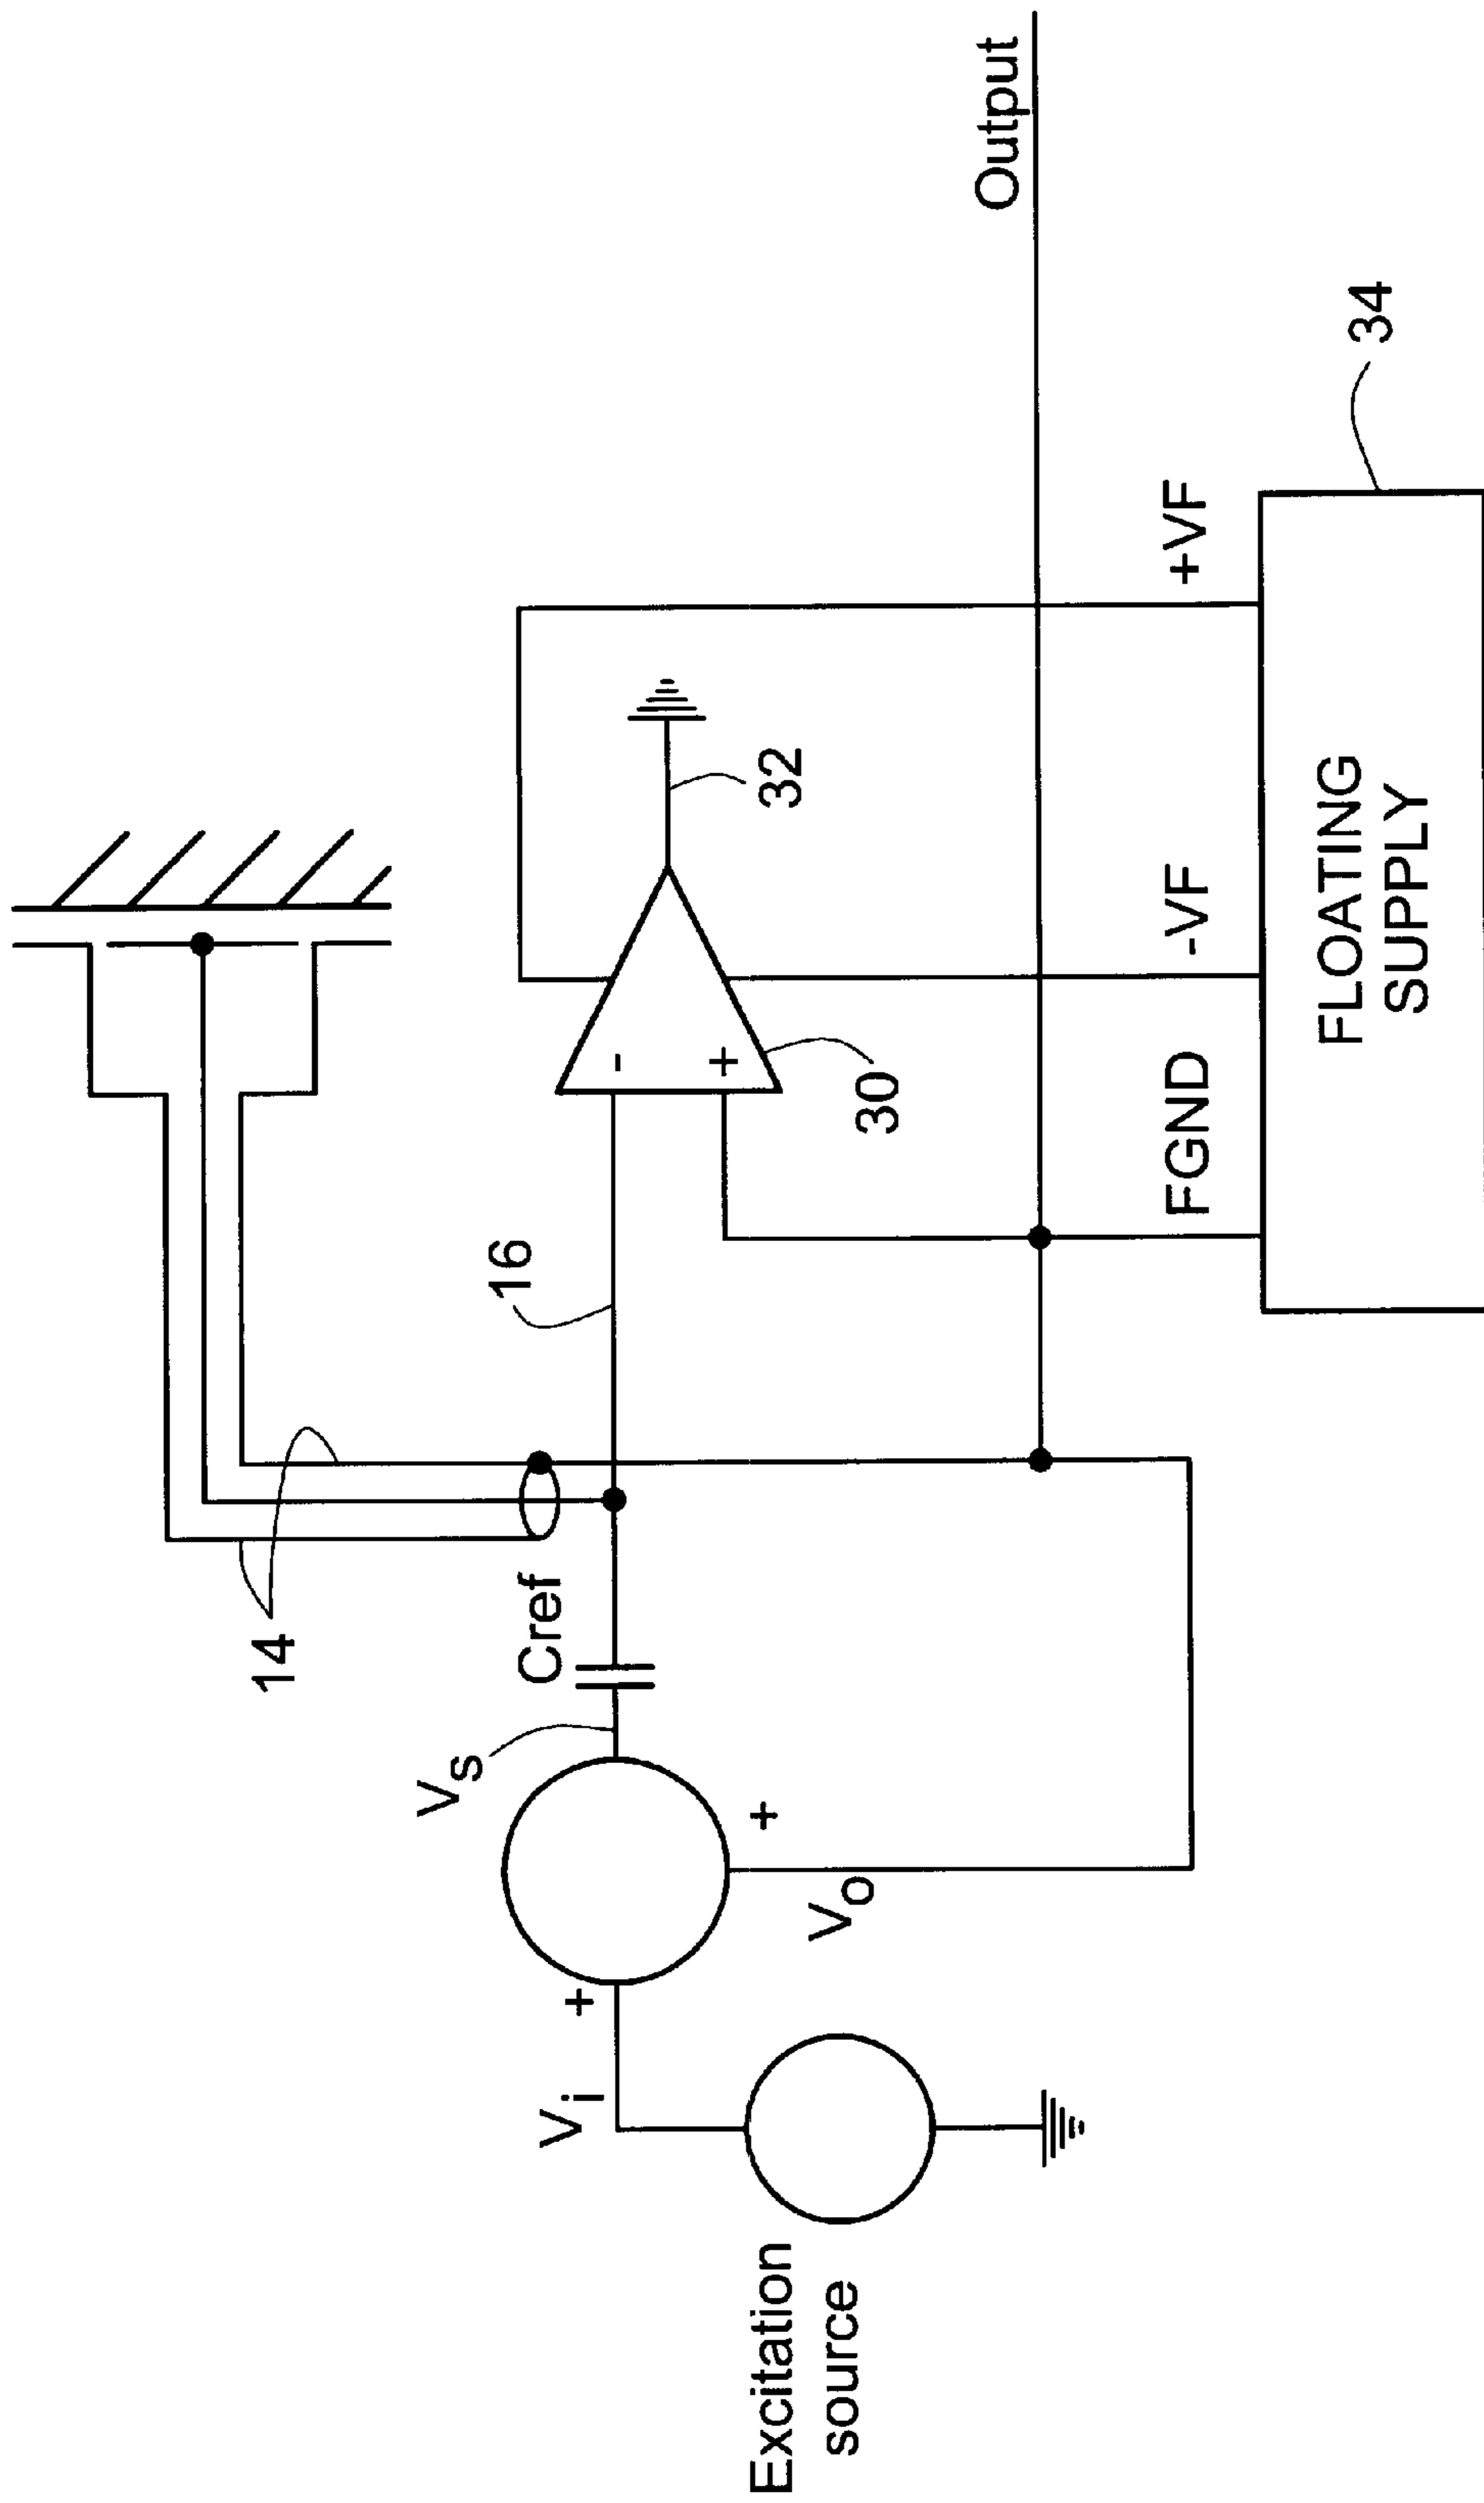 14
16
Vs
Cref
32
Output
Vi
+
-
+
30
+
Vo
Excitation
source
FGND
-VF
+VF
34
FLOATING
SUPPLY